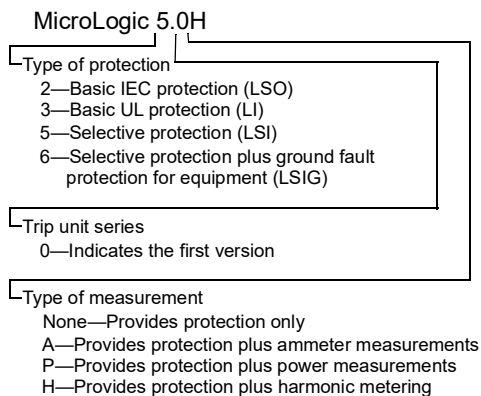 MicroLogic 5.0H
Type of protection
2—Basic IEC protection (LSO)
3—Basic UL protection (LI)
5—Selective protection (LSI)
6—Selective protection plus ground fault
protection for equipment (LSIG)
Trip unit series
0—Indicates the first version
Type of measurement
None—Provides protection only
A—Provides protection plus ammeter measurements
P—Provides protection plus power measurements
H—Provides protection plus harmonic metering